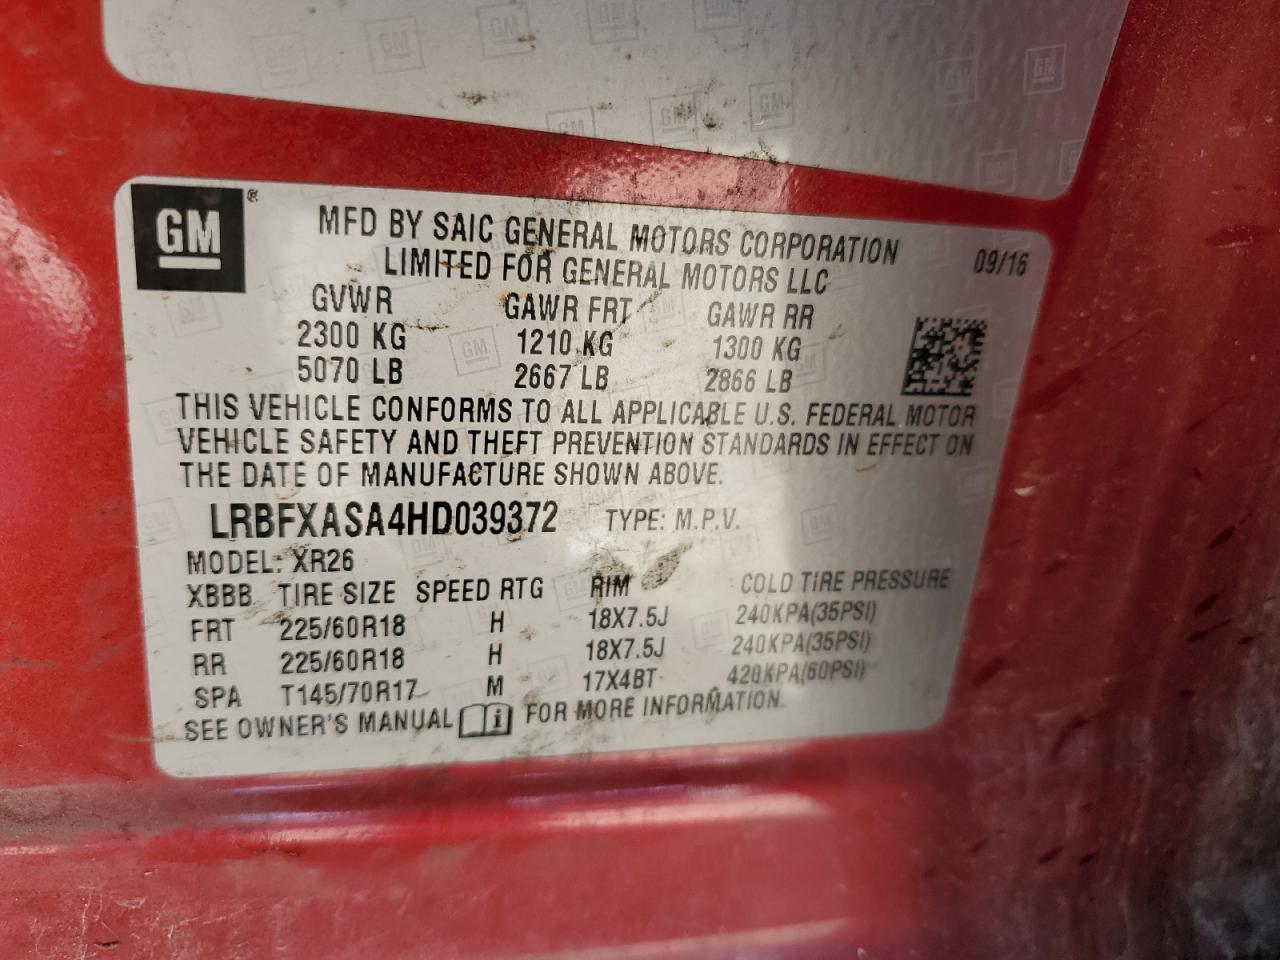 GM ®
MFD BY SAIC GENERAL MOTORS CORPORATION 09/16
LIMITED FOR GENERAL MOTORS LLC
GVWR GAWR FRT GAWR RR
2300 KG 1210 KG 1300 KG
5070 LB 2667 LB 2866 LB
THIS VEHICLE CONFORMS TO ALL APPLICABLE U.S. FEDERAL MOTOR
VEHICLE SAFETY AND THEFT PREVENTION STANDARDS IN EFFECT ON
THE DATE OF MANUFACTURE SHOWN ABOVE.
LRBFXASA4HD039372 TYPE: M.P.V.
MODEL: XR26
XBBB TIRE SIZE SPEED RTG RIM COLD TIRE PRESSURE
FRT 225/60R18 H 18X7.5J 240KPA(35PSI)
RR 225/60R18 H 18X7.5J 240KPA(35PSI)
SPA T145/70R17 M 17X4BT 420KPA(60PSI)
SEE OWNER'S MANUAL i FOR MORE INFORMATION.